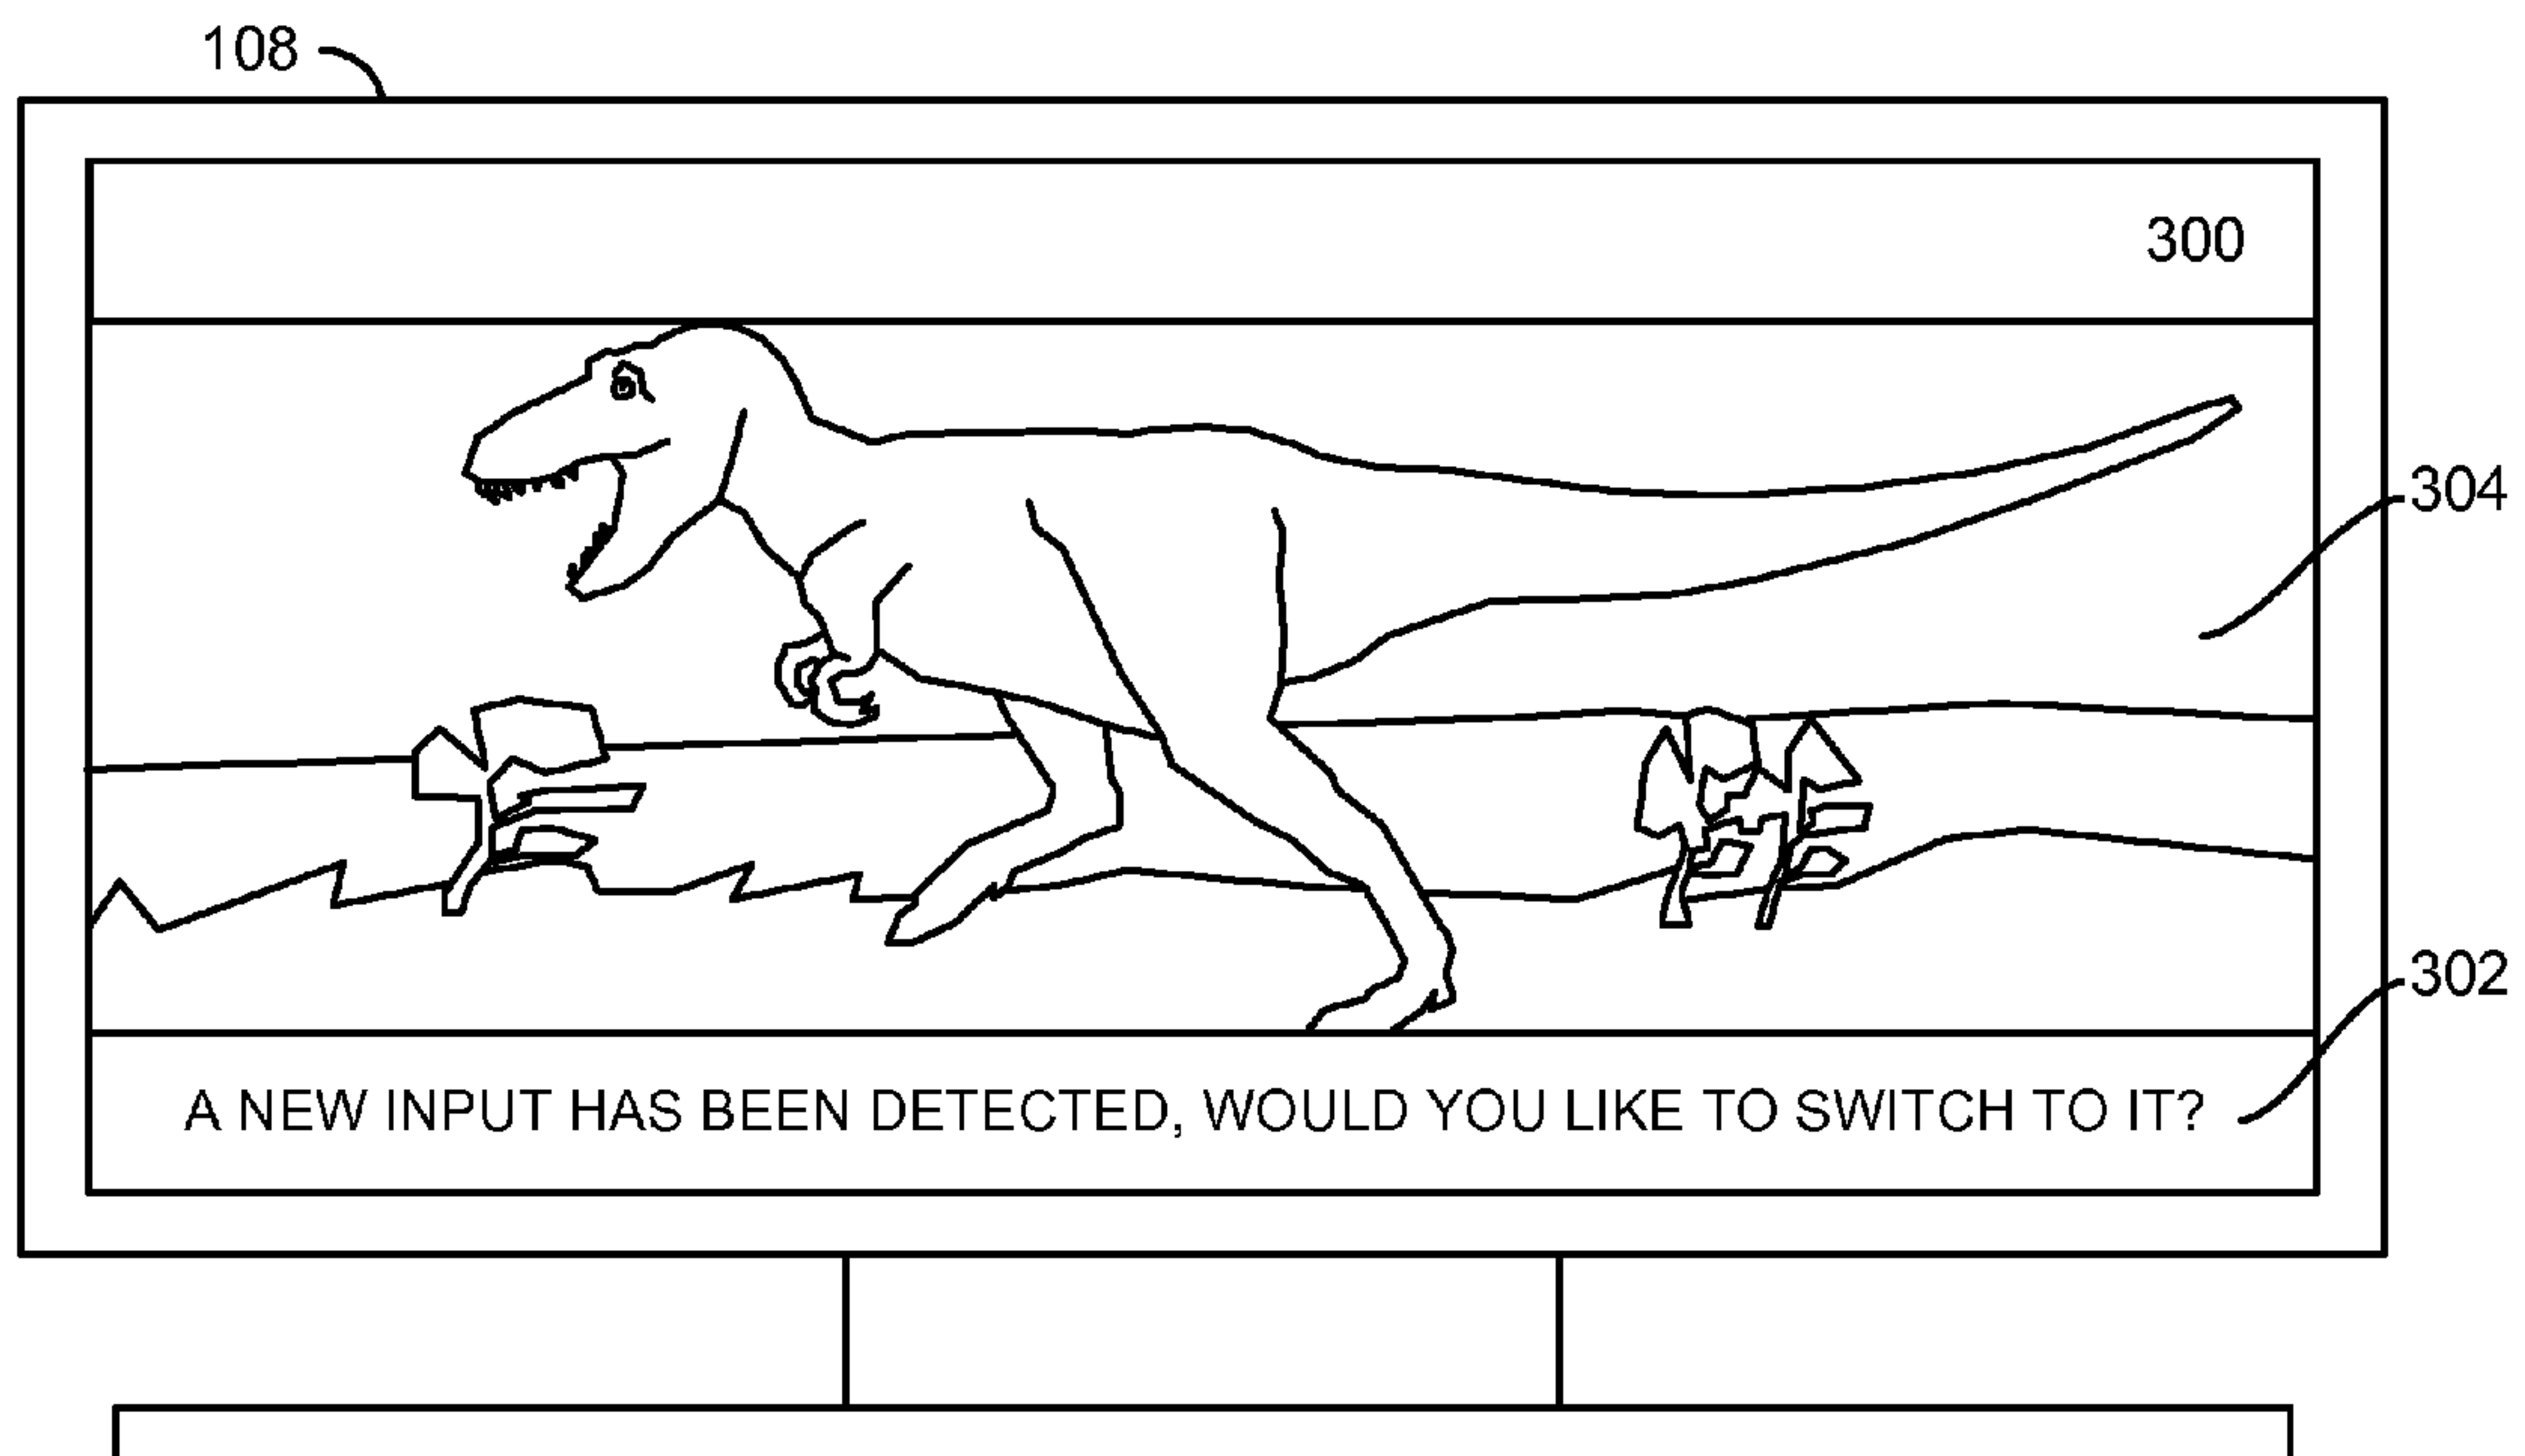 108
300
304
302
A NEW INPUT HAS BEEN DETECTED, WOULD YOU LIKE TO SWITCH TO IT?